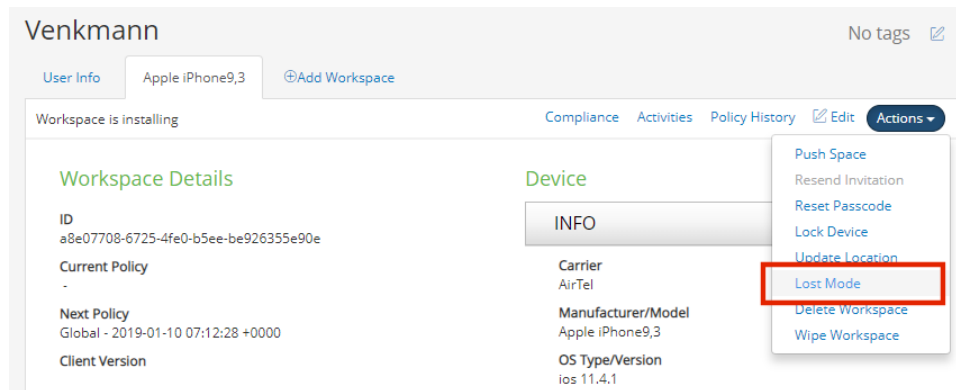 Venkmann
No tags
User Info
Apple iPhone9,3
Add Workspace
Workspace is installing
Compliance
Activities
Policy History
Edit
Actions
Push Space
Resend Invitation
Reset Passcode
Lock Device
Update Location
Lost Mode
Delete Workspace
Wipe Workspace
Workspace Details
ID
a8e07708-6725-4fe0-b5ee-be926355e90e
Current Policy
-
Next Policy
Global - 2019-01-10 07:12:28 +0000
Client Version
Device
INFO
Carrier
AirTel
Manufacturer/Model
Apple iPhone9,3
OS Type/Version
ios 11.4.1